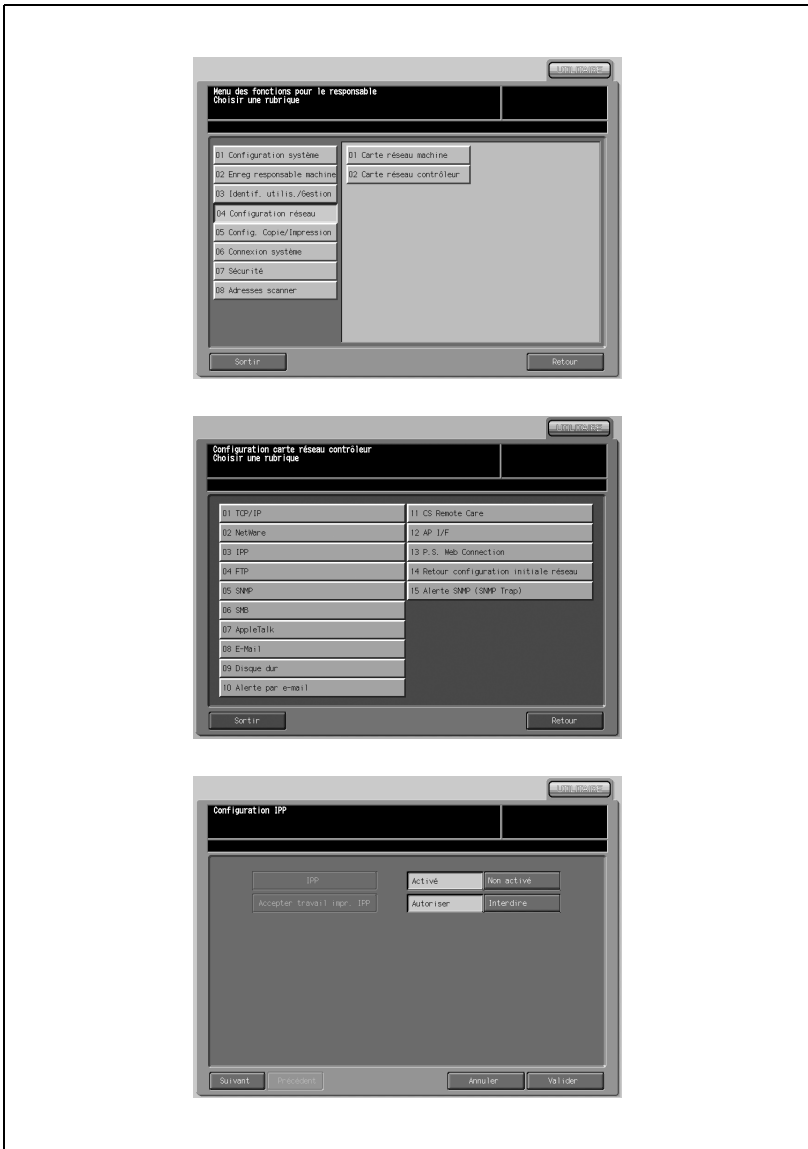 UTILITAIRE
Menu des fonctions pour le responsable
Choisir une rubrique
01 Configuration système
02 Enreg responsable machine
03 Identif. utilis./Gestion
04 Configuration réseau
05 Config. Copie/Impression
06 Connexion système
07 Sécurité
08 Adresses scanner
01 Carte réseau machine
02 Carte réseau contrôleur
Sortir
Retour
UTILITAIRE
Configuration carte réseau contrôleur
Choisir une rubrique
01 TCP/IP
02 NetWare
03 IPP
04 FTP
05 SNMP
06 SMB
07 AppleTalk
08 E-Mail
09 Disque dur
10 Alerte par e-mail
11 CS Remote Care
12 AP I/F
13 P.S. Web Connection
14 Retour configuration initiale réseau
15 Alerte SNMP (SNMP Trap)
Sortir
Retour
UTILITAIRE
Configuration IPP
IPP
Activé
Non activé
Accepter travail impr. IPP
Autoriser
Interdire
Suivant
Précédent
Annuler
Valider